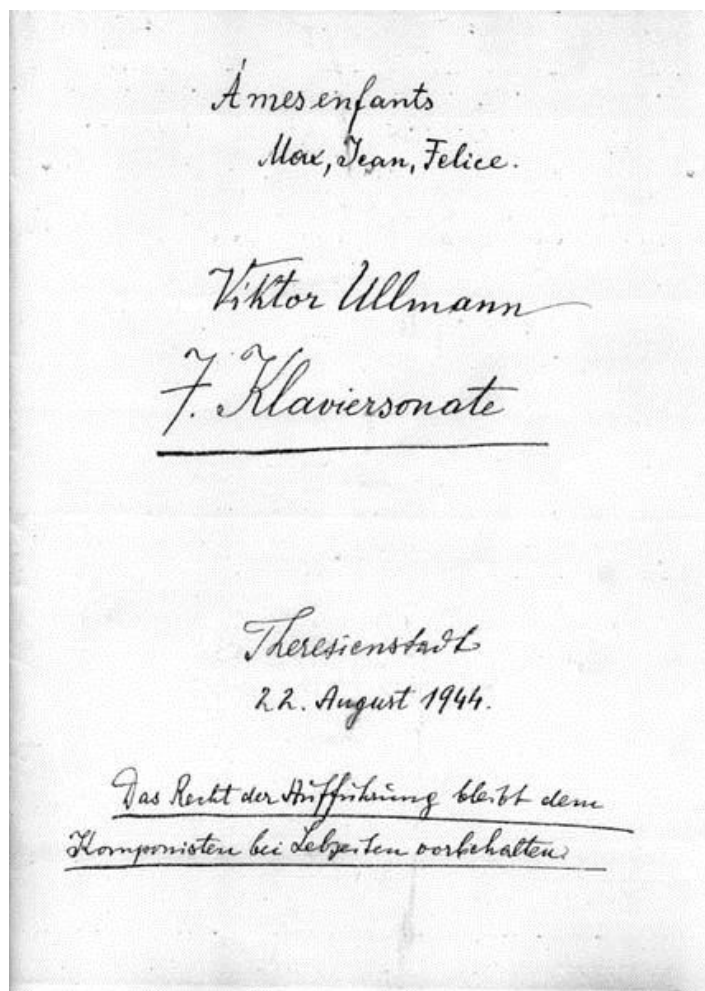 Á mes enfants
Max, Jean, Felice.
Viktor Ullmann
7. Klaviersonate
Theresienstadt
22. August 1944.
Das Recht der Aufführung bleibt dem
Komponisten bei Lebzeiten vorbehalten.